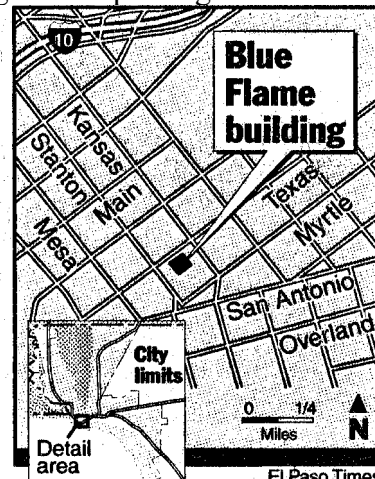 10
Blue
Flame
building
Kansas
Stanton
Main
Mesa
Texas
Myrtle
San Antonio
Overland
City
limits
Detail
area
0 1/4
Miles
N
El Paso Times